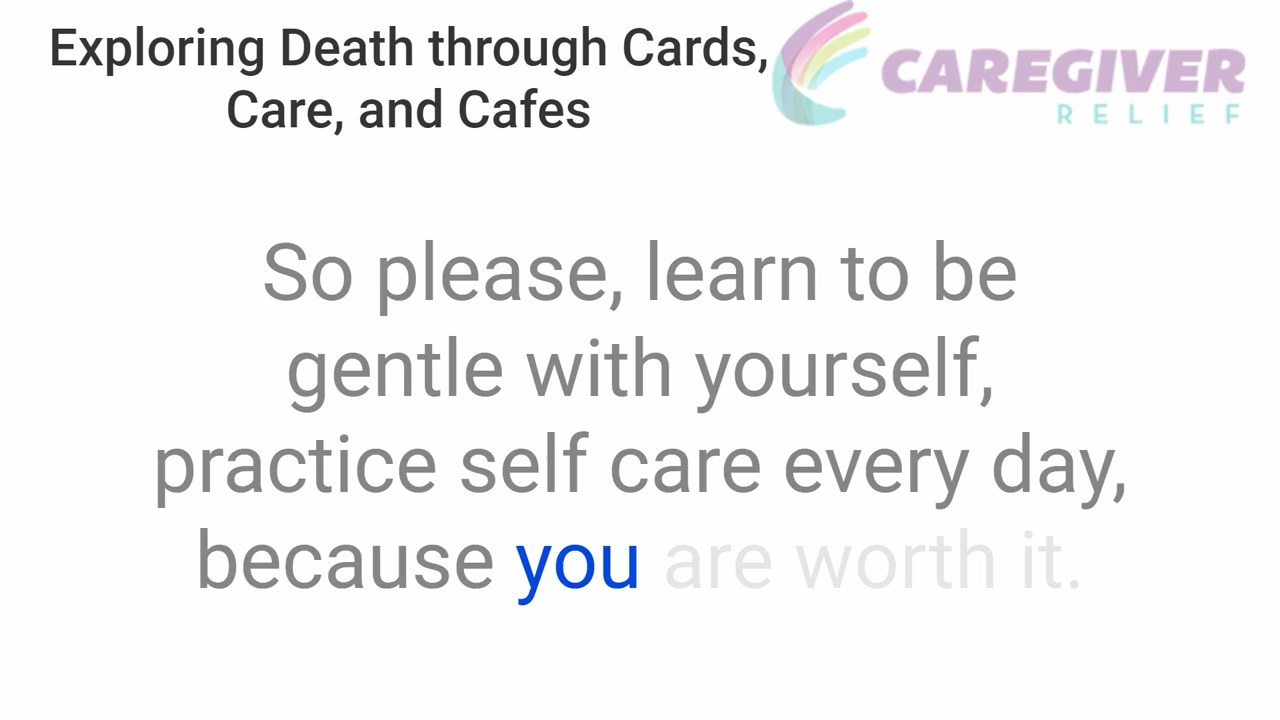 Exploring Death through Cards,
Care, and Cafes
CAREGIVER
RELIEF
So please, learn to be
gentle with yourself,
practice self care every day,
because you are worth it.